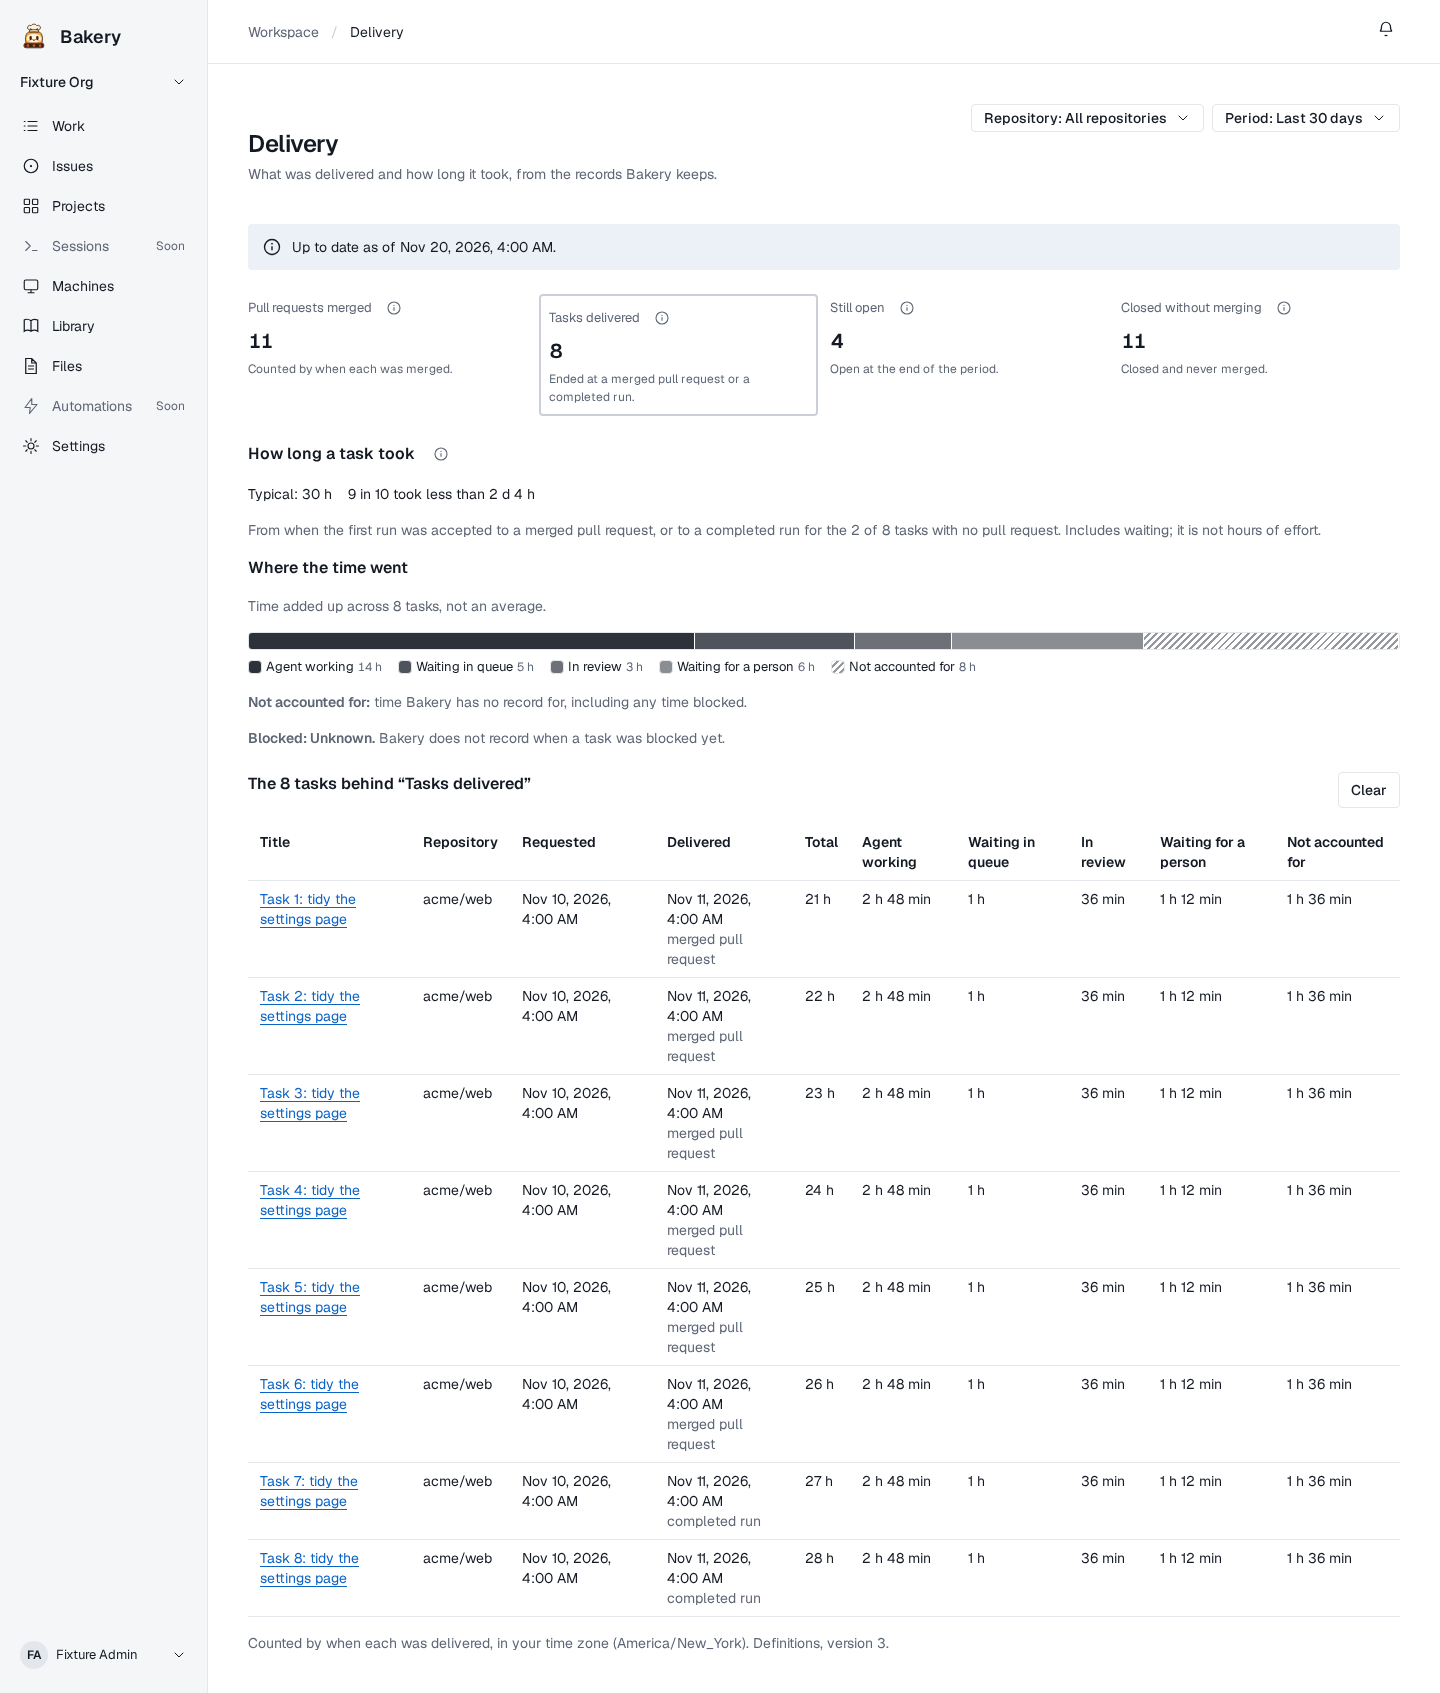 Bakery
Fixture Org
Work
Issues
Projects
Sessions Soon
Machines
Library
Files
Automations Soon
Settings
FA Fixture Admin
Workspace / Delivery
Repository: All repositories
Period: Last 30 days
Delivery
What was delivered and how long it took, from the records Bakery keeps.
Up to date as of Nov 20, 2026, 4:00 AM.
Pull requests merged
11
Counted by when each was merged.
Tasks delivered
8
Ended at a merged pull request or a
completed run.
Still open
4
Open at the end of the period.
Closed without merging
11
Closed and never merged.
How long a task took
Typical: 30 h 9 in 10 took less than 2 d 4 h
From when the first run was accepted to a merged pull request, or to a completed run for the 2 of 8 tasks with no pull request. Includes waiting; it is not hours of effort.
Where the time went
Time added up across 8 tasks, not an average.
Agent working 14 h Waiting in queue 5 h In review 3 h Waiting for a person 6 h Not accounted for 8 h
Not accounted for: time Bakery has no record for, including any time blocked.
Blocked: Unknown. Bakery does not record when a task was blocked yet.
The 8 tasks behind “Tasks delivered”
Clear
Title Repository Requested Delivered Total Agent Waiting in In Waiting for a Not accounted
working queue review person for
Task 1: tidy the acme/web Nov 10, 2026, Nov 11, 2026, 21 h 2 h 48 min 1 h 36 min 1 h 12 min 1 h 36 min
settings page 4:00 AM 4:00 AM
merged pull
request
Task 2: tidy the acme/web Nov 10, 2026, Nov 11, 2026, 22 h 2 h 48 min 1 h 36 min 1 h 12 min 1 h 36 min
settings page 4:00 AM 4:00 AM
merged pull
request
Task 3: tidy the acme/web Nov 10, 2026, Nov 11, 2026, 23 h 2 h 48 min 1 h 36 min 1 h 12 min 1 h 36 min
settings page 4:00 AM 4:00 AM
merged pull
request
Task 4: tidy the acme/web Nov 10, 2026, Nov 11, 2026, 24 h 2 h 48 min 1 h 36 min 1 h 12 min 1 h 36 min
settings page 4:00 AM 4:00 AM
merged pull
request
Task 5: tidy the acme/web Nov 10, 2026, Nov 11, 2026, 25 h 2 h 48 min 1 h 36 min 1 h 12 min 1 h 36 min
settings page 4:00 AM 4:00 AM
merged pull
request
Task 6: tidy the acme/web Nov 10, 2026, Nov 11, 2026, 26 h 2 h 48 min 1 h 36 min 1 h 12 min 1 h 36 min
settings page 4:00 AM 4:00 AM
merged pull
request
Task 7: tidy the acme/web Nov 10, 2026, Nov 11, 2026, 27 h 2 h 48 min 1 h 36 min 1 h 12 min 1 h 36 min
settings page 4:00 AM 4:00 AM
completed run
Task 8: tidy the acme/web Nov 10, 2026, Nov 11, 2026, 28 h 2 h 48 min 1 h 36 min 1 h 12 min 1 h 36 min
settings page 4:00 AM 4:00 AM
completed run
Counted by when each was delivered, in your time zone (America/New_York). Definitions, version 3.